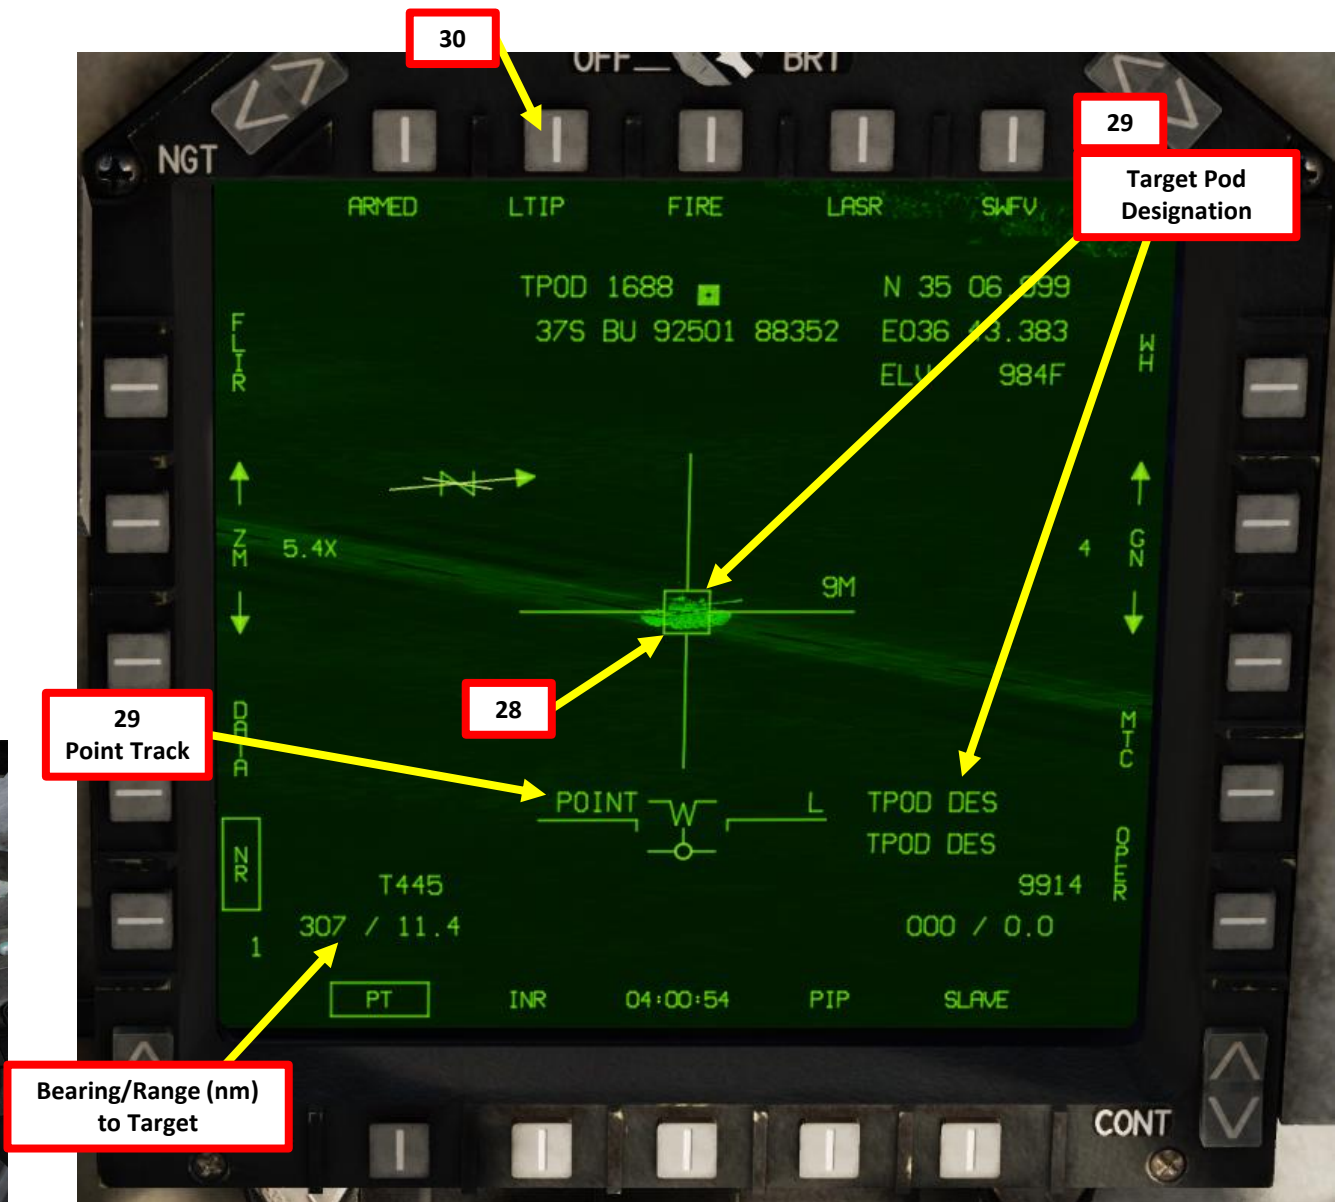 30
OFF
BRT
29
Target Pod
Designation
NGT
ARMED
LTIP
FIRE
LASR
SWFV
TPOD 1688
N 35 06.999
37S BU 92501 88352
E036 43.383
ELV 984F
FLIR
WH
N
ZM
5.4X
4
GN
9M
28
29
Point Track
DATA
MTC
POINT
W
L
TPOD DES
TPOD DES
NR
OPER
T445
9914
307 / 11.4
000 / 0.0
1
PT
INR
04:00:54
PIP
SLAVE
Bearing/Range (nm)
to Target
CONT